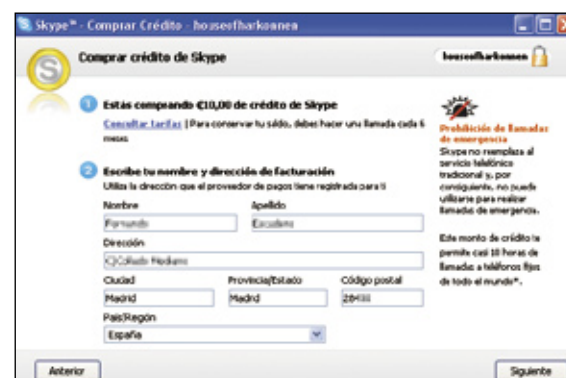 Skype™ - Comprar Crédito - houseofharkonnen
Comprar crédito de Skype
houseofharkonnen
1 Estás comprando €10,00 de crédito de Skype
Consultar tarifas | Para conservar tu saldo, debes hacer una llamada cada 6
meses
2 Escribe tu nombre y dirección de facturación
Utiliza la dirección que el proveedor de pagos tiene registrada para ti
Nombre Apellido
Fernando
Dirección
Ciudad Provincia/Estado Código postal
Madrid Madrid
País/Región
España
Prohibición de llamadas
de emergencia
Skype no reemplaza al
servicio telefónico
tradicional y, por
consiguiente, no puede
utilizarse para realizar
llamadas de emergencia.
Este monto de crédito te
permite casi 10 horas de
llamadas a teléfonos fijos
de todo el mundo*.
Anterior Siguiente